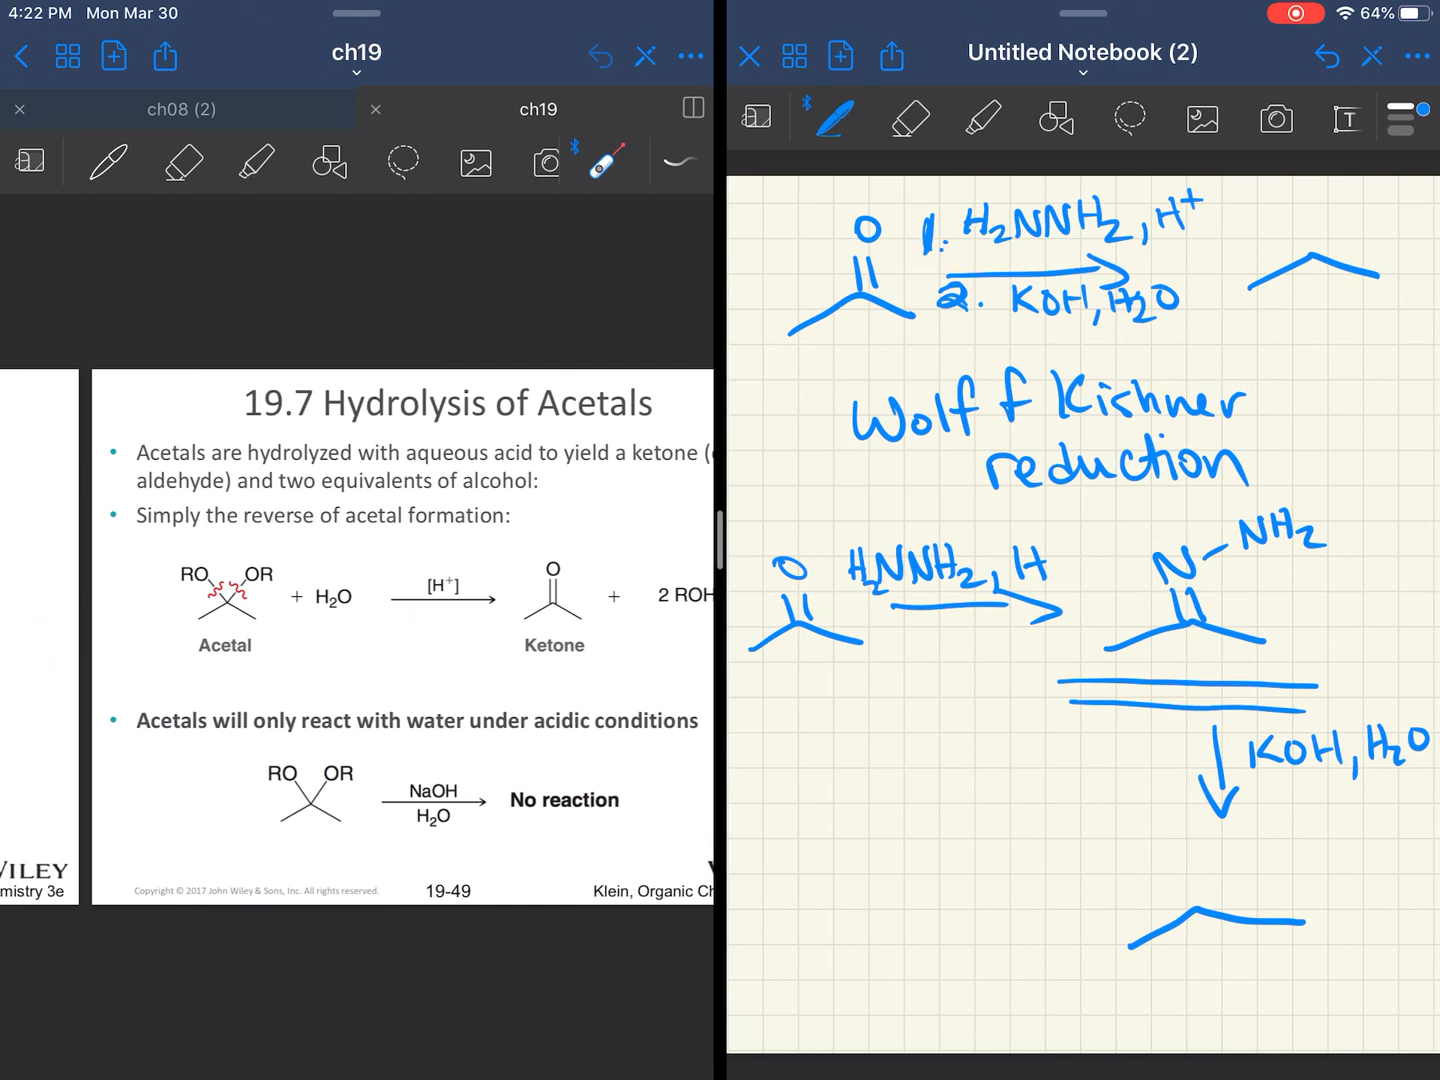 4:22 PM Mon Mar 30
64%
ch19
Untitled Notebook (2)
ch08 (2)
ch19
T
19.7 Hydrolysis of Acetals
Acetals are hydrolyzed with aqueous acid to yield a ketone (
aldehyde) and two equivalents of alcohol:
Simply the reverse of acetal formation:
RO OR + H₂O [H⁺] O + 2 ROH
Acetal Ketone
Acetals will only react with water under acidic conditions
RO OR NaOH
H₂O No reaction
WILEY
mistry 3e
Copyright © 2017 John Wiley & Sons, Inc. All rights reserved.
19-49
Klein, Organic Ch
O 1. H₂NNH₂, H⁺
2. KOH, H₂O
Wolff Kishner
reduction
O H₂NNH₂, H N-NH₂
KOH, H₂O